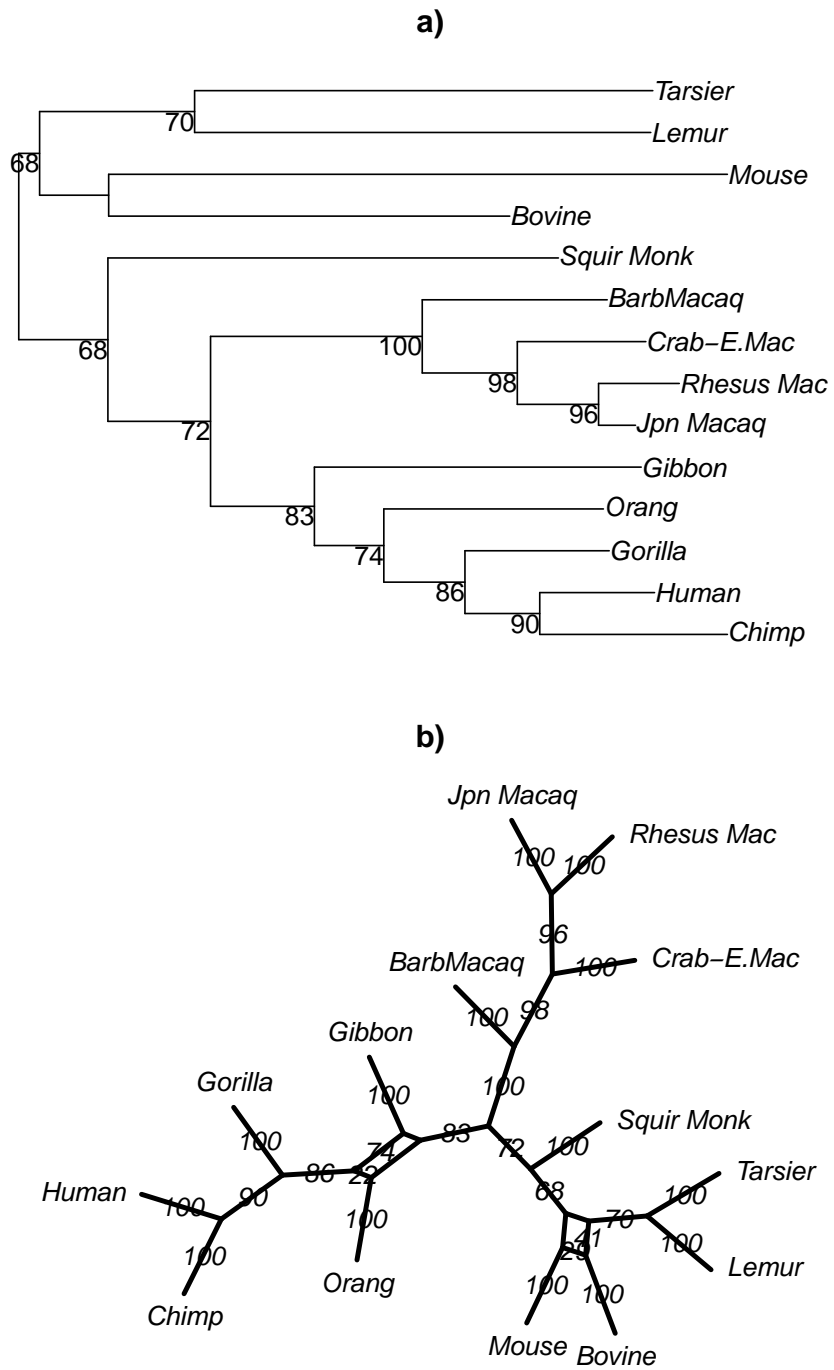 a)
Tarsier
70
Lemur
68
Mouse
Bovine
Squir Monk
BarbMacaq
100
Crab–E.Mac
68
98
Rhesus Mac
96
Jpn Macaq
72
Gibbon
83
Orang
74
Gorilla
86
Human
90
Chimp
b)
Jpn Macaq
Rhesus Mac
100
100
96
BarbMacaq
Crab–E.Mac
100
100
98
Gibbon
Gorilla
100
100
Squir Monk
100
83
72
100
74
Tarsier
Human
86
22
68
100
100
90
70
100
41
100
Lemur
100
29
Orang
100
100
Chimp
Mouse
Bovine